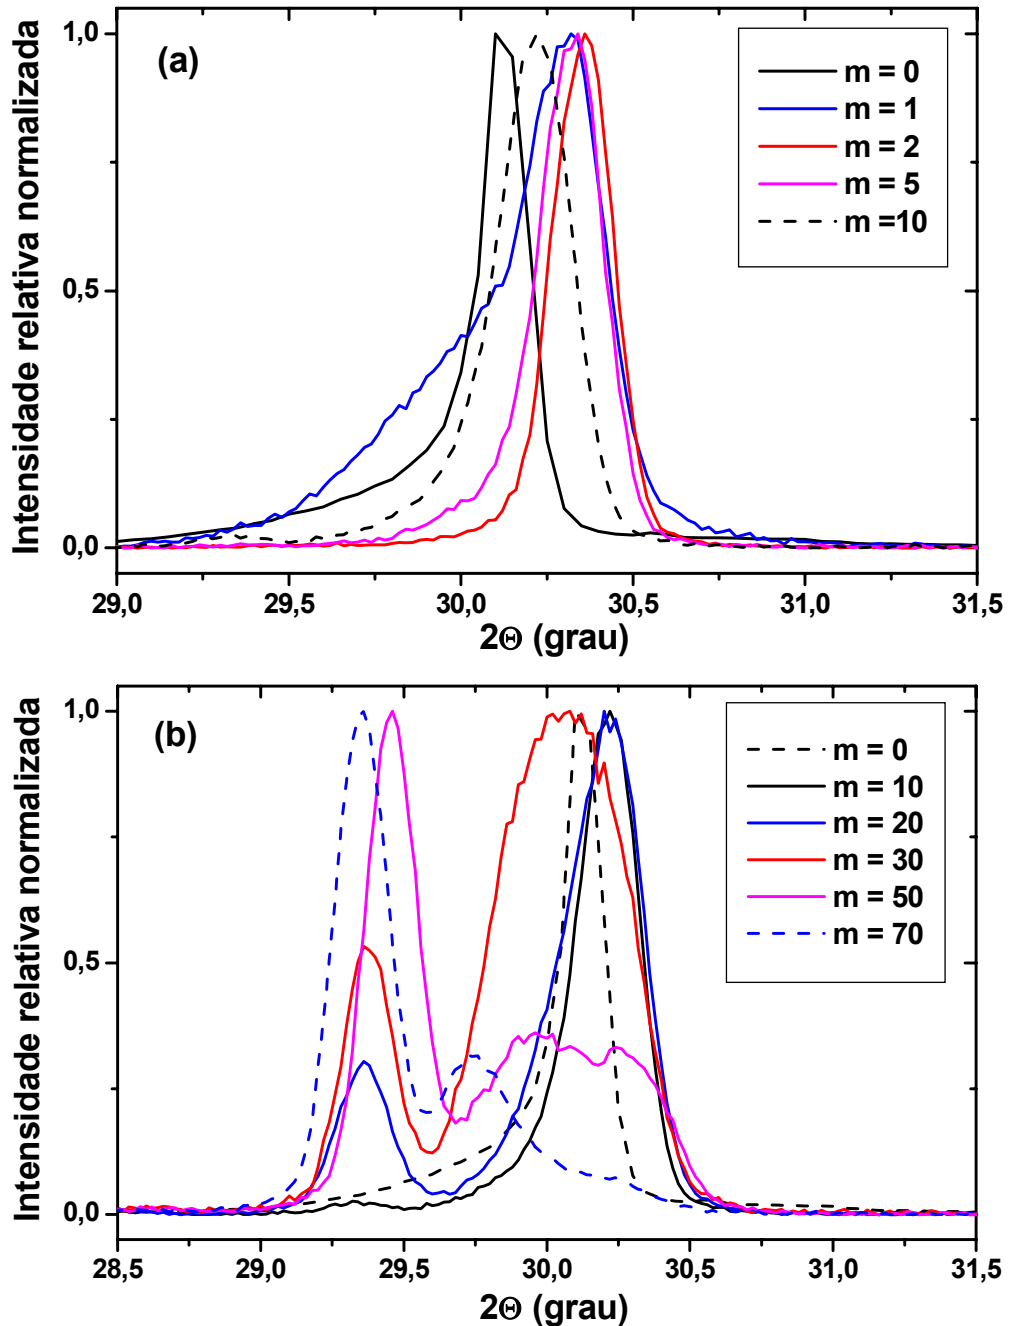 (a)
Intensidade relativa normalizada
1,0
0,5
0,0
m = 0
m = 1
m = 2
m = 5
m =10
29,0 29,5 30,0 30,5 31,0 31,5
2Θ (grau)
(b)
Intensidade relativa normalizada
1,0
0,5
0,0
m = 0
m = 10
m = 20
m = 30
m = 50
m = 70
28,5 29,0 29,5 30,0 30,5 31,0 31,5
2Θ (grau)